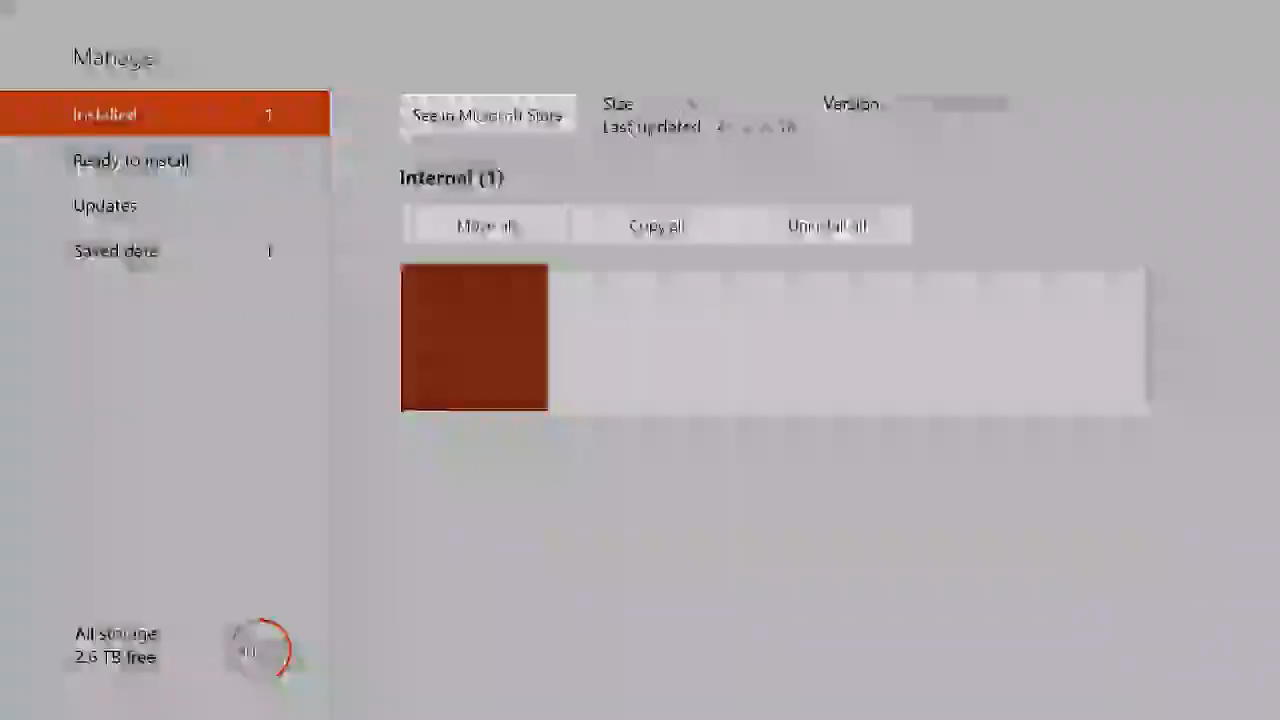 Manage
Installed 1
Ready to install
Updates
Saved data 1
All storage
2.6 TB free
See in Microsoft Store
Size
Last updated
Version
Internal (1)
Move all
Copy all
Uninstall all